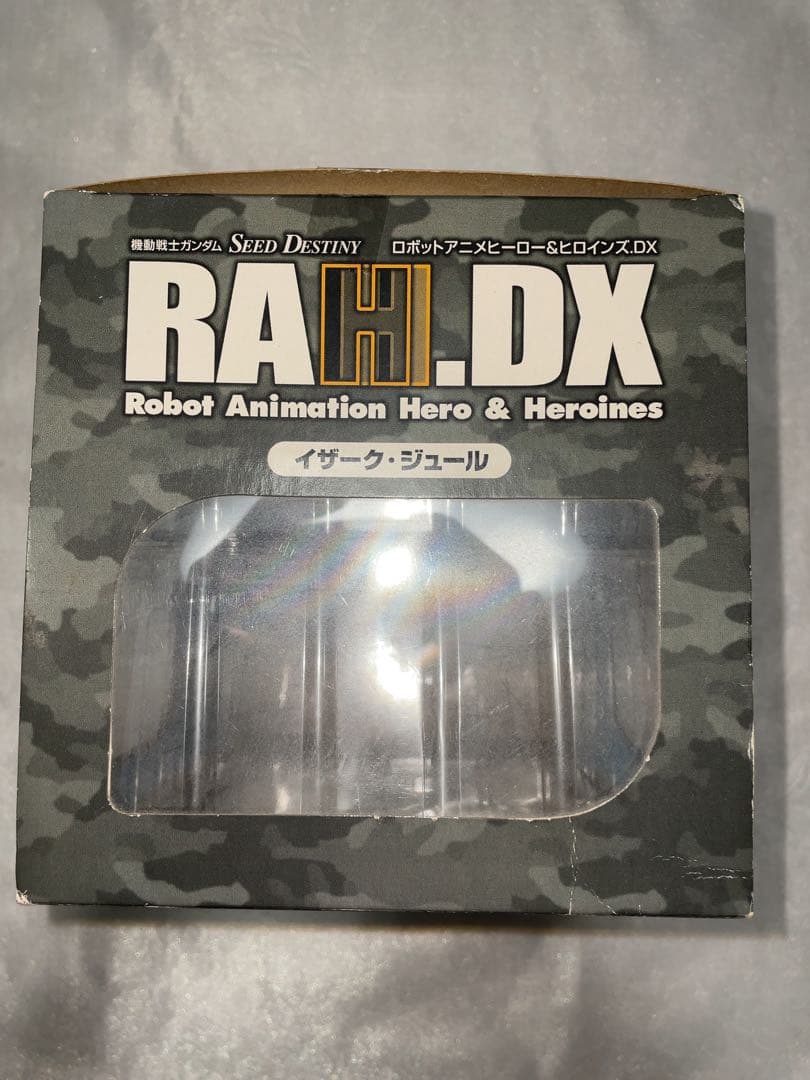 機動戦士ガンダム SEED DESTINY ロボットアニメヒーロー&ヒロインズ.DX
RAH.DX
Robot Animation Hero & Heroines
イザーク・ジュール